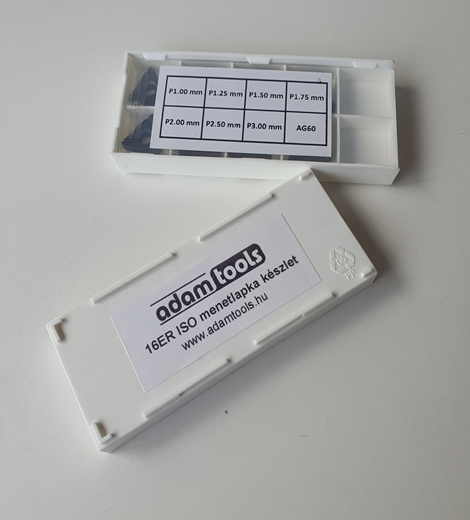 P1.00 mm P1.25 mm P1.50 mm P1.75 mm
P2.00 mm P2.50 mm P3.00 mm AG60
adam tools
16ER ISO menetlapka készlet
www.adamtools.hu